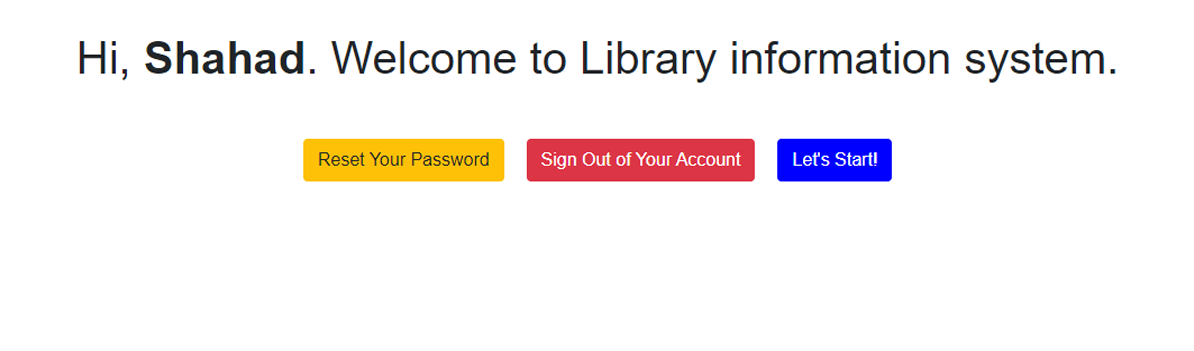 Hi, Shahad. Welcome to Library information system.
Reset Your Password Sign Out of Your Account Let's Start!